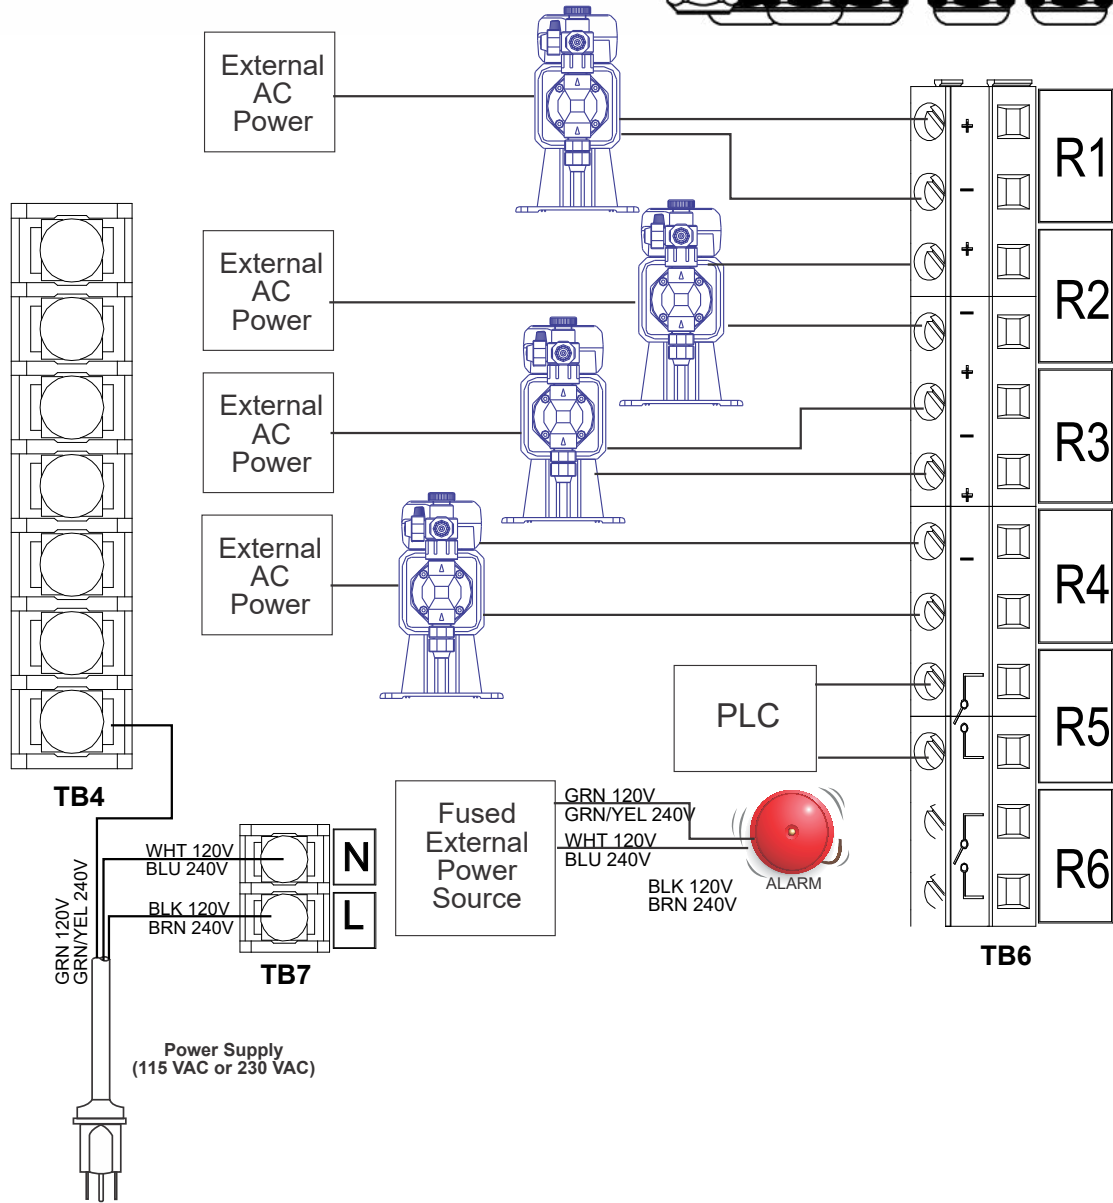 External
AC
Power
+
−
R1
External
AC
Power
+
−
R2
External
AC
Power
+
−
R3
External
AC
Power
+
−
R4
PLC
R5
TB4
Fused
External
Power
Source
GRN 120V
GRN/YEL 240V
WHT 120V
BLU 240V
BLK 120V
BRN 240V
ALARM
R6
TB6
WHT 120V
BLU 240V
N
BLK 120V
BRN 240V
L
TB7
GRN 120V
GRN/YEL 240V
Power Supply
(115 VAC or 230 VAC)